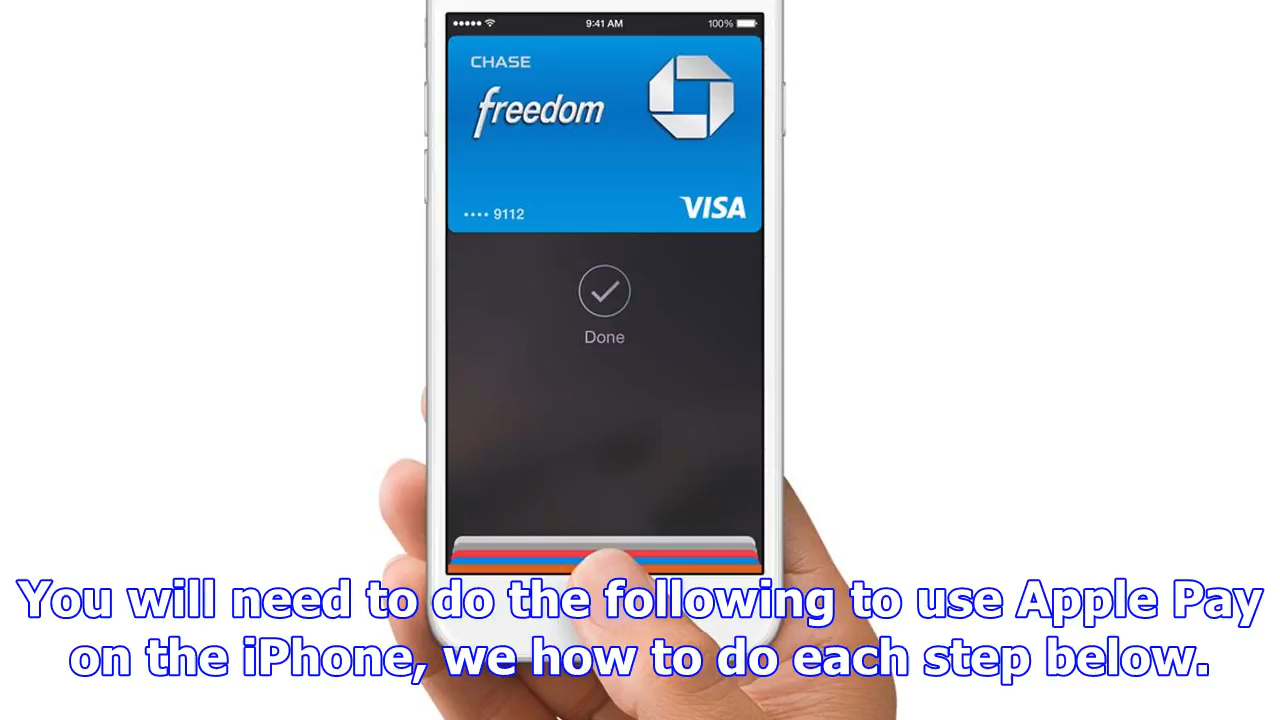 9:41 AM 100%
CHASE
freedom
•••• 9112 VISA
Done
You will need to do the following to use Apple Pay
on the iPhone, we how to do each step below.